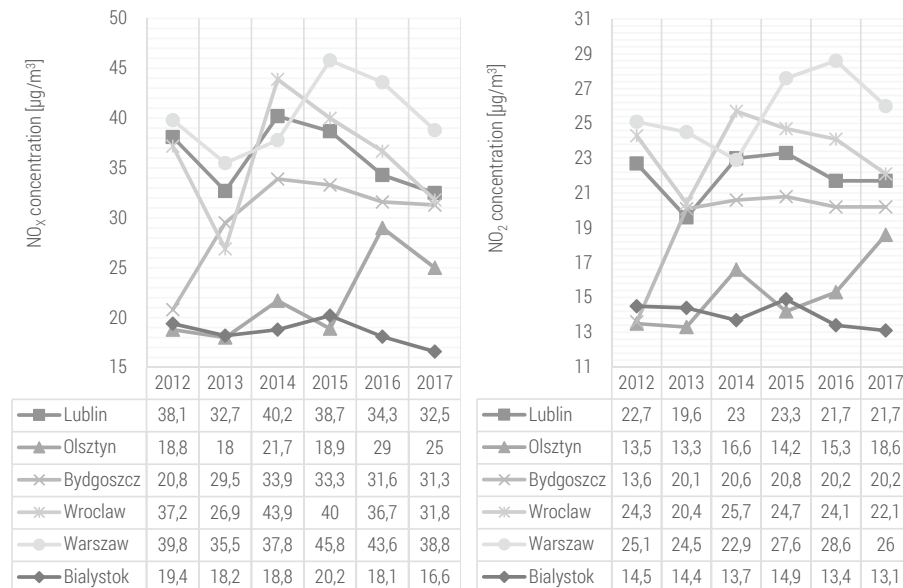 50
45
40
35
30
25
20
15
NOX concentration [µg/m³]
2012 2013 2014 2015 2016 2017
Lublin 38,1 32,7 40,2 38,7 34,3 32,5
Olsztyn 18,8 18 21,7 18,9 29 25
Bydgoszcz 20,8 29,5 33,9 33,3 31,6 31,3
Wroclaw 37,2 26,9 43,9 40 36,7 31,8
Warszaw 39,8 35,5 37,8 45,8 43,6 38,8
Bialystok 19,4 18,2 18,8 20,2 18,1 16,6
31
29
27
25
23
21
19
17
15
13
11
NO2 concentration [µg/m³]
2012 2013 2014 2015 2016 2017
Lublin 22,7 19,6 23 23,3 21,7 21,7
Olsztyn 13,5 13,3 16,6 14,2 15,3 18,6
Bydgoszcz 13,6 20,1 20,6 20,8 20,2 20,2
Wroclaw 24,3 20,4 25,7 24,7 24,1 22,1
Warszaw 25,1 24,5 22,9 27,6 28,6 26
Bialystok 14,5 14,4 13,7 14,9 13,4 13,1